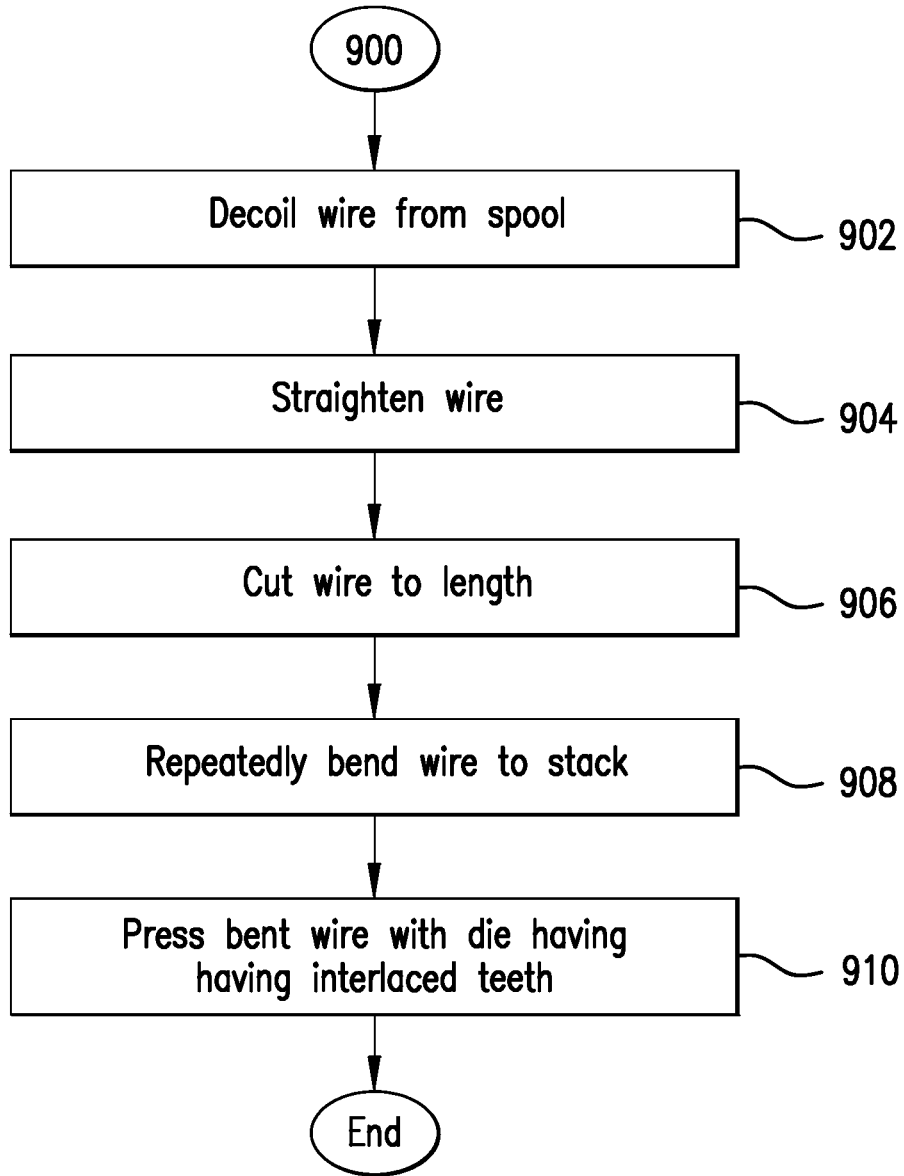 900
Decoil wire from spool
902
Straighten wire
904
Cut wire to length
906
Repeatedly bend wire to stack
908
Press bent wire with die having
having interlaced teeth
910
End